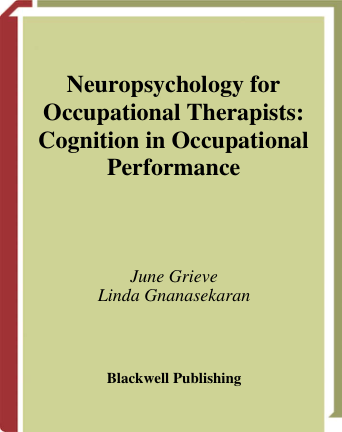 Neuropsychology for
Occupational Therapists:
Cognition in Occupational
Performance
June Grieve
Linda Gnanasekaran
Blackwell Publishing